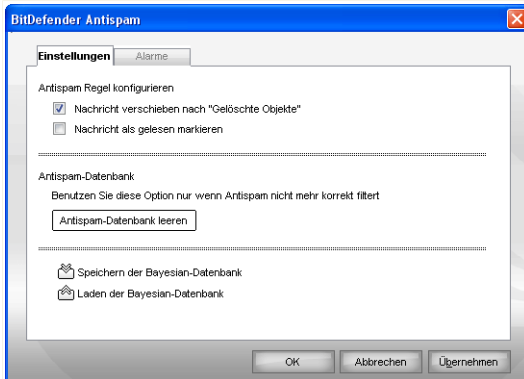 BitDefender Antispam
Einstellungen
Alarme
Antispam Regel konfigurieren
Nachricht verschieben nach "Gelöschte Objekte"
Nachricht als gelesen markieren
Antispam-Datenbank
Benutzen Sie diese Option nur wenn Antispam nicht mehr korrekt filtert
Antispam-Datenbank leeren
Speichern der Bayesian-Datenbank
Laden der Bayesian-Datenbank
OK
Abbrechen
Übernehmen